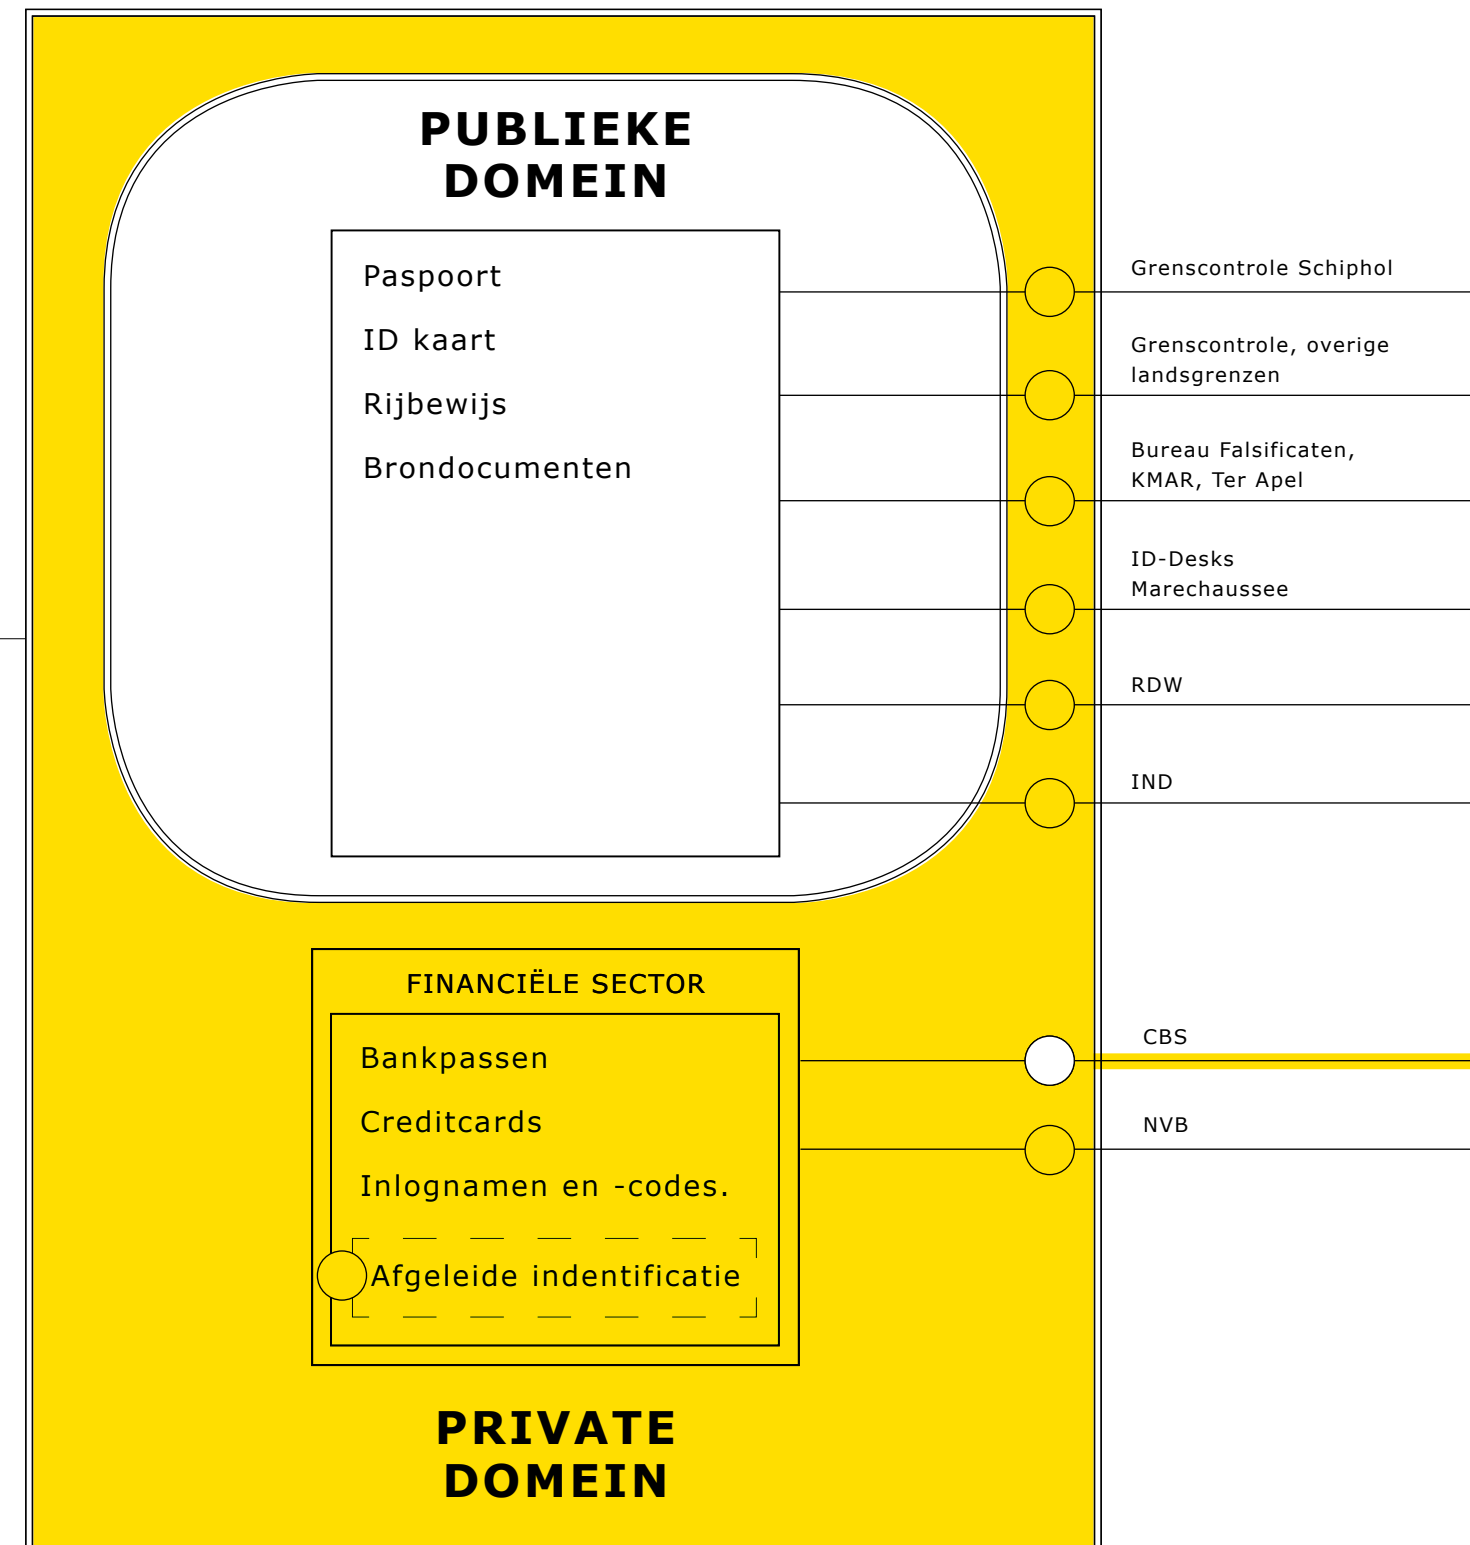 PUBLIEKE
DOMEIN
Paspoort
ID kaart
Rijbewijs
Brondocumenten
Grenscontrole Schiphol
Grenscontrole, overige
landsgrenzen
Bureau Falsificaten,
KMAR, Ter Apel
ID-Desks
Marechaussee
RDW
IND
FINANCIËLE SECTOR
Bankpassen
Creditcards
Inlognamen en -codes.
Afgeleide indentificatie
CBS
NVB
PRIVATE
DOMEIN